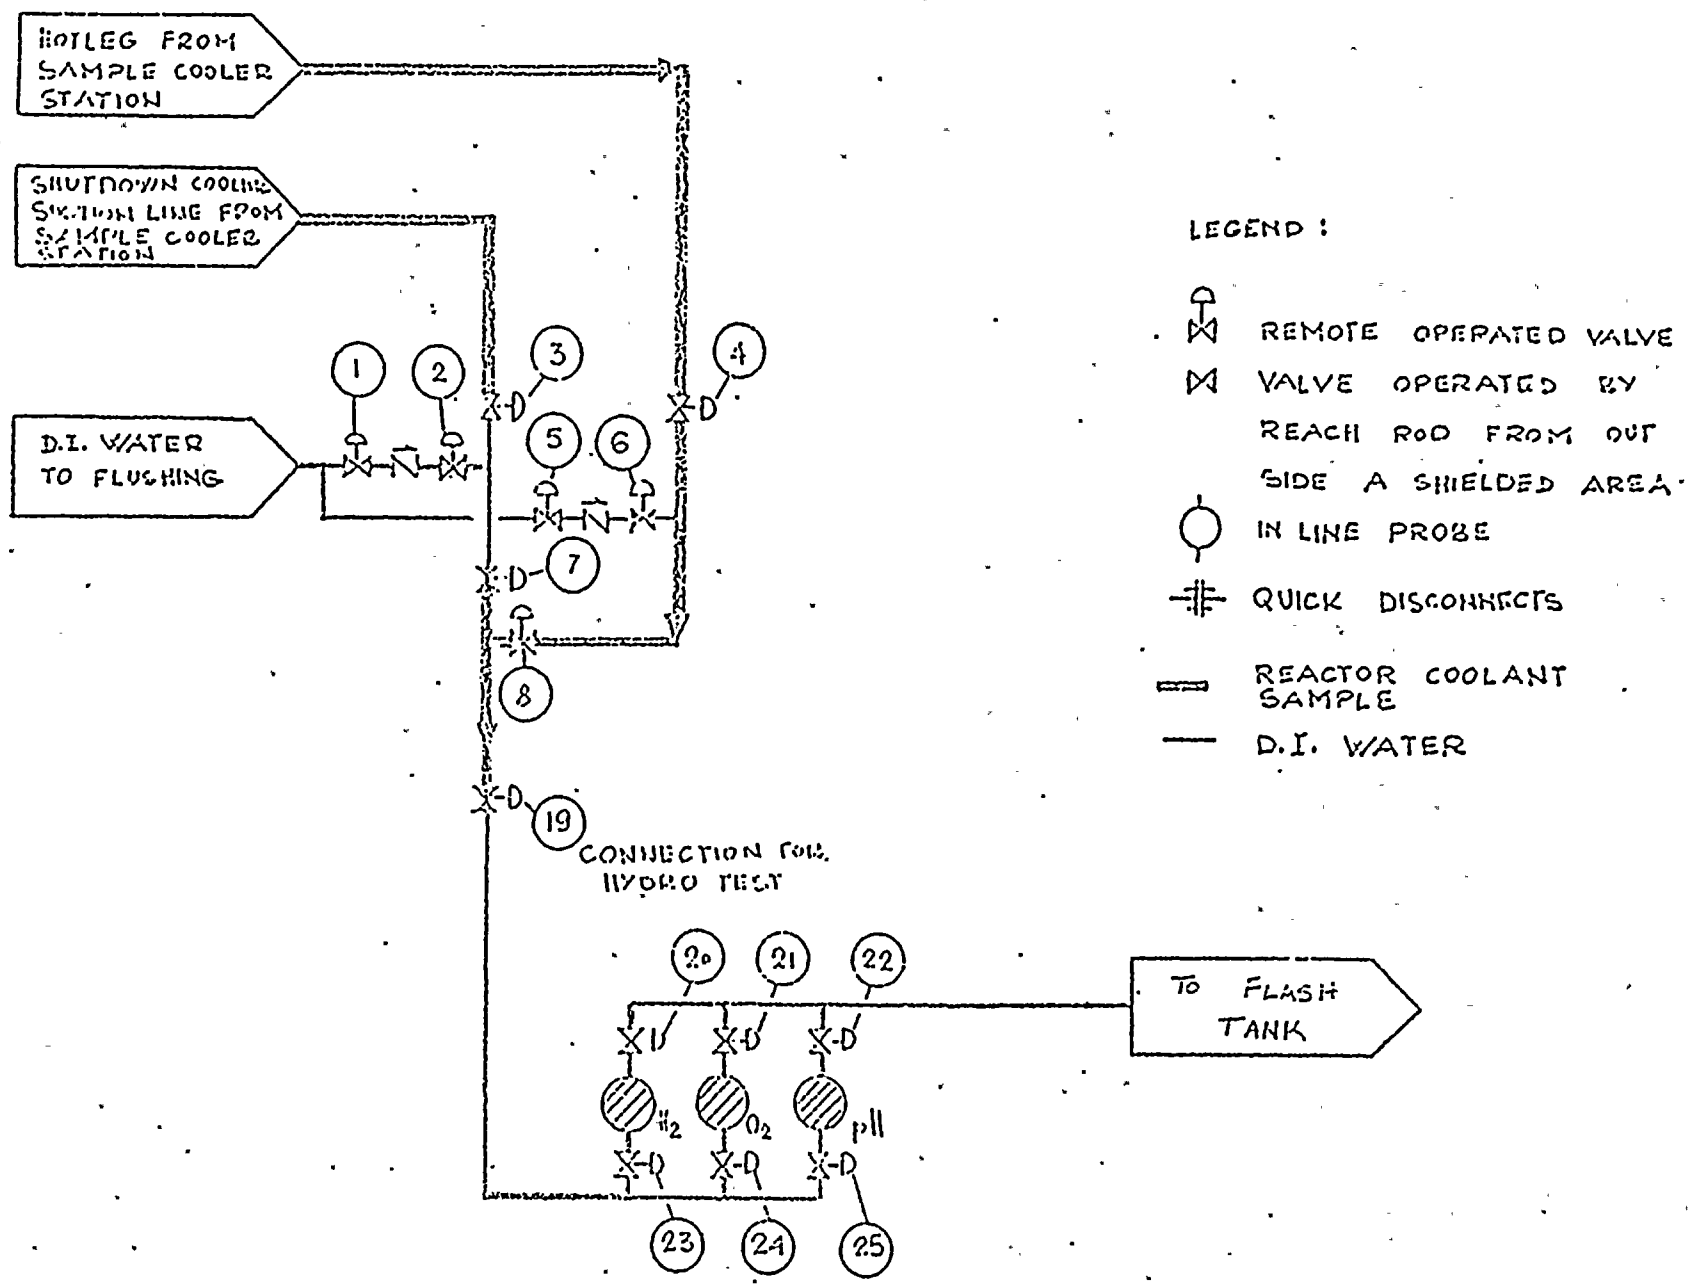 HOTLEG FROM
SAMPLE COOLER
STATION
SHUTDOWN COOLING
SUCTION LINE FROM
SAMPLE COOLER
STATION
D.I. WATER
TO FLUSHING
1
2
3
4
5
6
7
8
19
CONNECTION FOR
HYDRO TEST
20
21
22
H2
O2
pH
23
24
25
TO FLASH
TANK
LEGEND :
REMOTE OPERATED VALVE
VALVE OPERATED BY
REACH ROD FROM OUT
SIDE A SHIELDED AREA.
IN LINE PROBE
QUICK DISCONNECTS
REACTOR COOLANT
SAMPLE
D.I. WATER